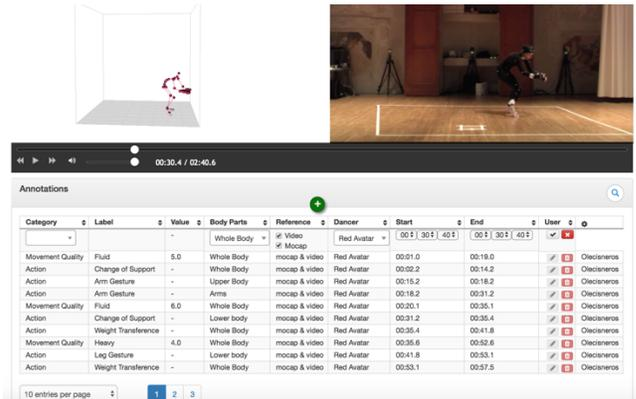 00:30.4 / 02:40.6
Annotations
Category Label Value Body Parts Reference Dancer Start End User
- Whole Body Video Mocap Red Avatar 00 30 40 00 30 40
Movement Quality Fluid 5.0 Whole Body mocap & video Red Avatar 00:01.0 00:19.0 Olecisneros
Action Change of Support - Whole Body mocap & video Red Avatar 00:02.2 00:14.2 Olecisneros
Action Arm Gesture - Upper Body mocap & video Red Avatar 00:15.2 00:18.2 Olecisneros
Action Arm Gesture - Arms mocap & video Red Avatar 00:18.2 00:31.2 Olecisneros
Movement Quality Fluid 6.0 Whole Body mocap & video Red Avatar 00:20.1 00:35.1 Olecisneros
Action Change of Support - Lower body mocap & video Red Avatar 00:31.2 00:35.4 Olecisneros
Action Weight Transference - Whole Body mocap & video Red Avatar 00:35.4 00:41.8 Olecisneros
Movement Quality Heavy 4.0 Whole Body mocap & video Red Avatar 00:35.6 00:52.6 Olecisneros
Action Leg Gesture - Lower body mocap & video Red Avatar 00:41.8 00:53.1 Olecisneros
Action Weight Transference - Whole Body mocap & video Red Avatar 00:53.1 00:57.5 Olecisneros
10 entries per page 1 2 3